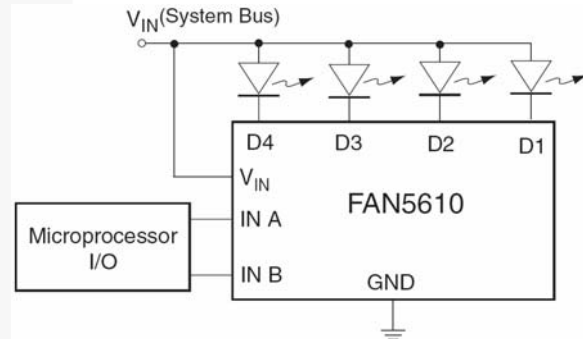 VIN (System Bus)
D4 D3 D2 D1
VIN
FAN5610
IN A
Microprocessor
I/O
IN B
GND